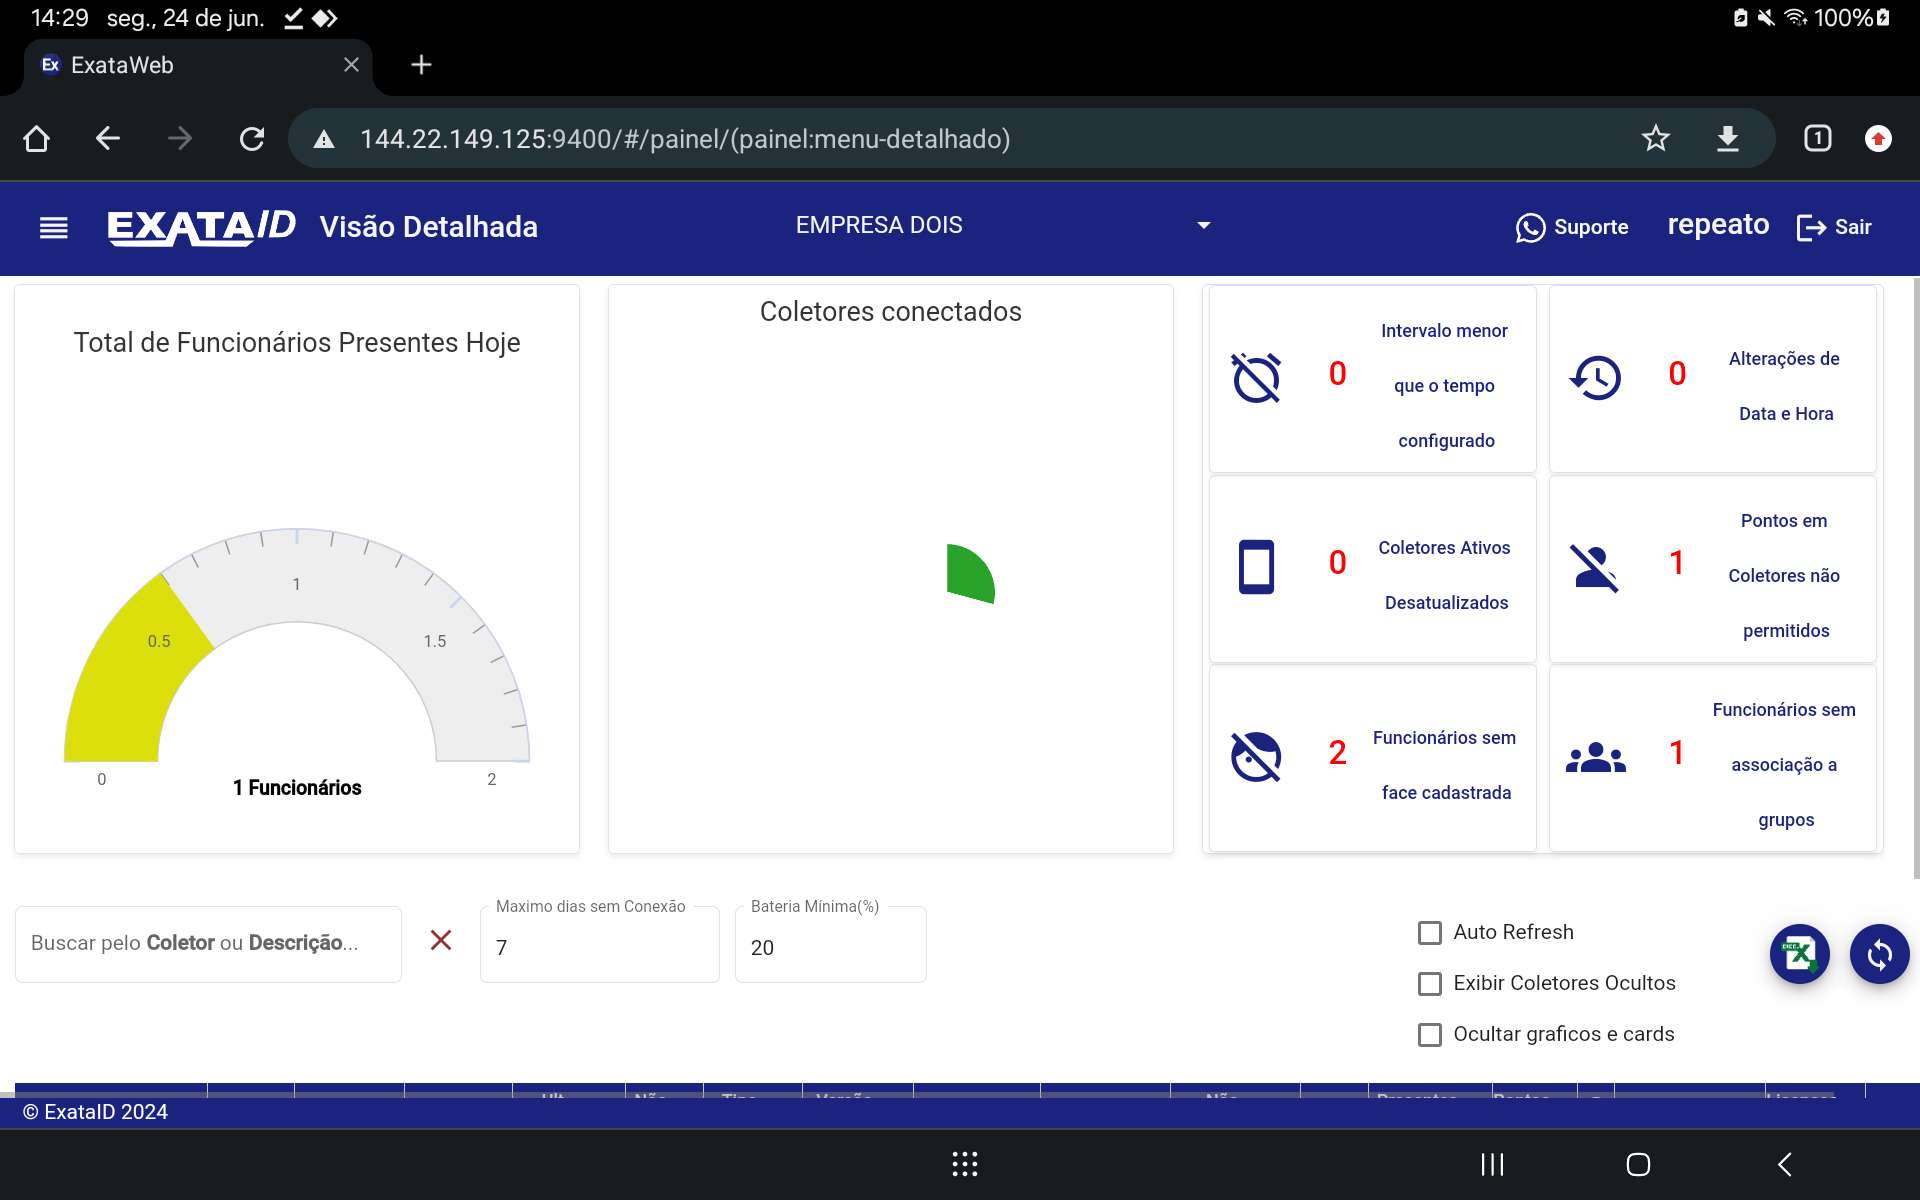 14:29 seg., 24 de jun. 100%
Ex ExataWeb
144.22.149.125:9400/#/painel/(painel:menu-detalhado) 1
EXATAID Visão Detalhada EMPRESA DOIS Suporte repeato Sair
Total de Funcionários Presentes Hoje
0
0.5
1
1.5
2
1 Funcionários
Coletores conectados
0
Intervalo menor
que o tempo
configurado
0
Alterações de
Data e Hora
0
Coletores Ativos
Desatualizados
1
Pontos em
Coletores não
permitidos
2
Funcionários sem
face cadastrada
1
Funcionários sem
associação a
grupos
Buscar pelo Coletor ou Descrição...
Maximo dias sem Conexão
7
Bateria Mínima(%)
20
Auto Refresh
Exibir Coletores Ocultos
Ocultar graficos e cards
© ExataID 2024